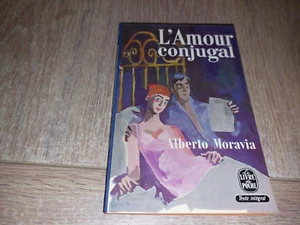 L'Amour
conjugal
Alberto Moravia
LE LIVRE
DE POCHE
Texte intégral